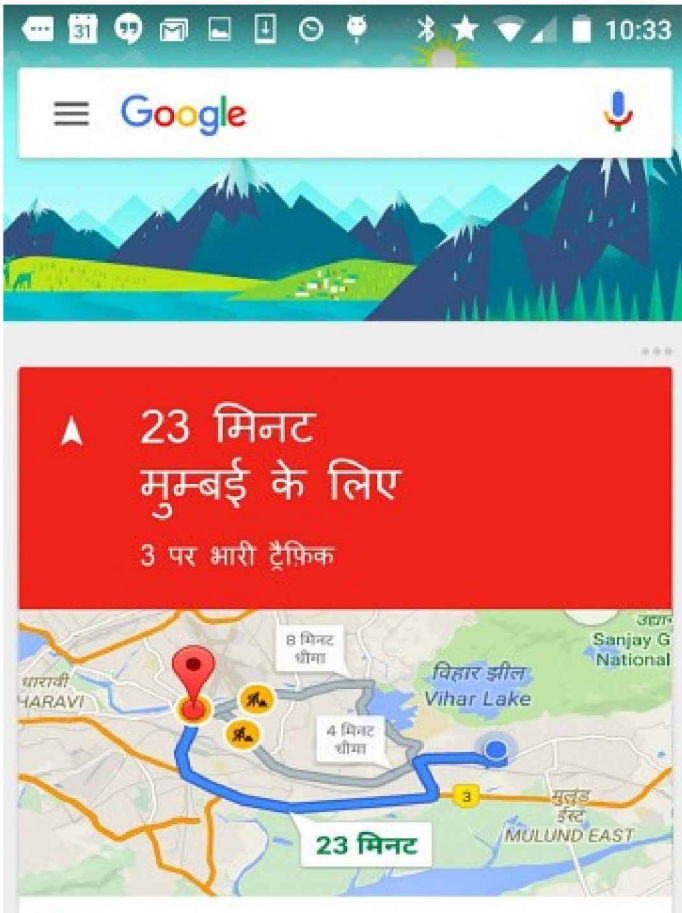 31
10:33
Google
23 मिनट
मुम्बई के लिए
3 पर भारी ट्रैफ़िक
8 मिनट
धीमा
Sanjay G
National
धारावी
HARAVI
विहार झील
Vihar Lake
4 मिनट
धीमा
3
मुलुंड
ईस्ट
MULUND EAST
23 मिनट